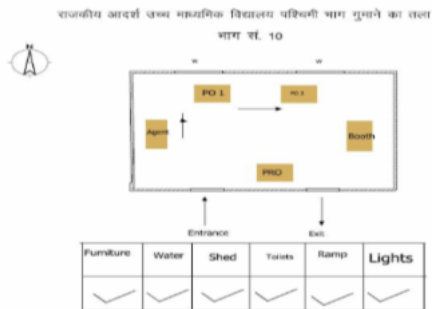 राजकीय आदर्श उच्च माध्यमिक विद्यालय पश्चिमी भाग गुमाने का तला
भाग सं. 10
N
W W
PO 1 PO 2
Agent Booth
PRO
Entrance Exit
Furniture Water Shed Toilets Ramp Lights